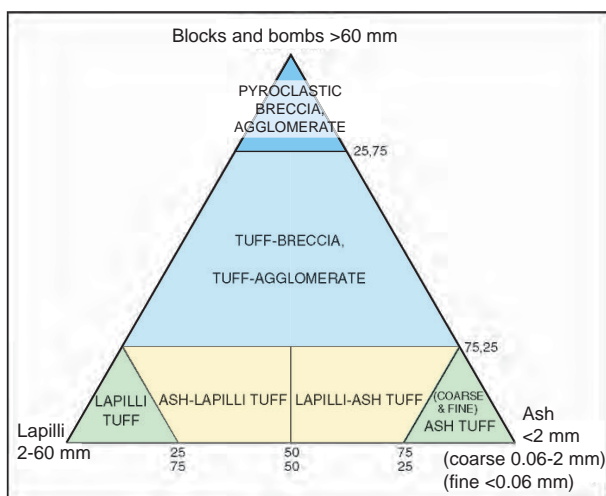 Blocks and bombs >60 mm
PYROCLASTIC
BRECCIA,
AGGLOMERATE
25,75
TUFF-BRECCIA,
TUFF-AGGLOMERATE
75,25
LAPILLI
TUFF
ASH-LAPILLI TUFF
LAPILLI-ASH TUFF
(COARSE
& FINE)
ASH TUFF
Lapilli
2-60 mm
25
75
50
50
75
25
Ash
<2 mm
(coarse 0.06-2 mm)
(fine <0.06 mm)